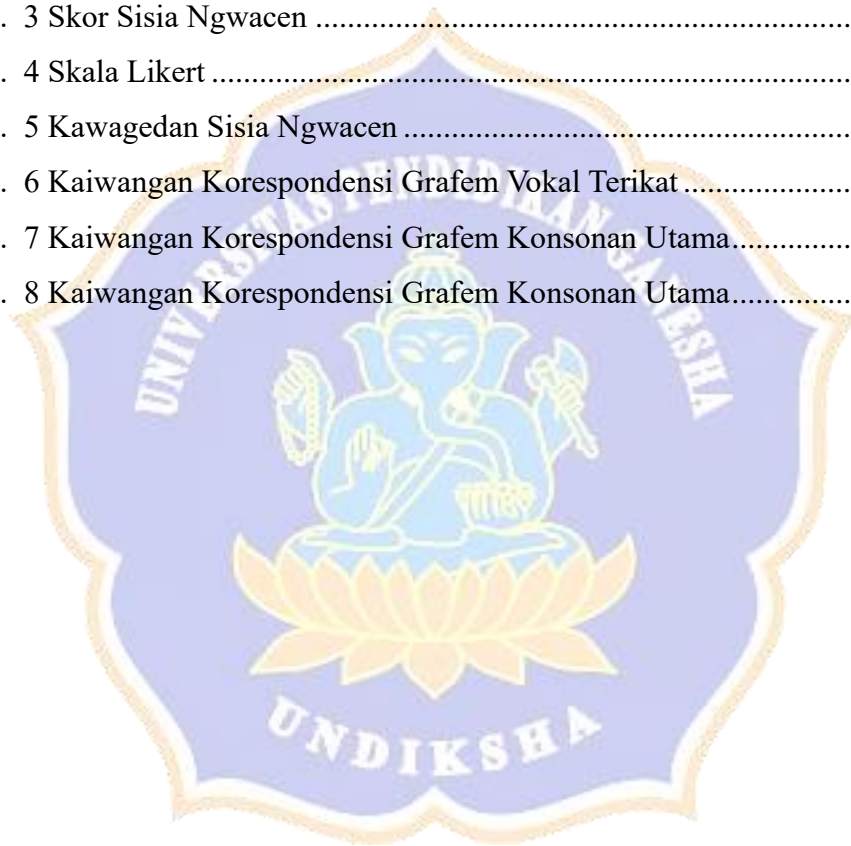 . 3 Skor Sisia Ngwacen ..........................................................................
. 4 Skala Likert ........................................................................................
. 5 Kawagedan Sisia Ngwacen ..............................................................
. 6 Kaiwangan Korespondensi Grafem Vokal Terikat ......................
. 7 Kaiwangan Korespondensi Grafem Konsonan Utama................
. 8 Kaiwangan Korespondensi Grafem Konsonan Utama................
UNIVERSITAS PENDIDIKAN GANESHA
UNDIKSHA